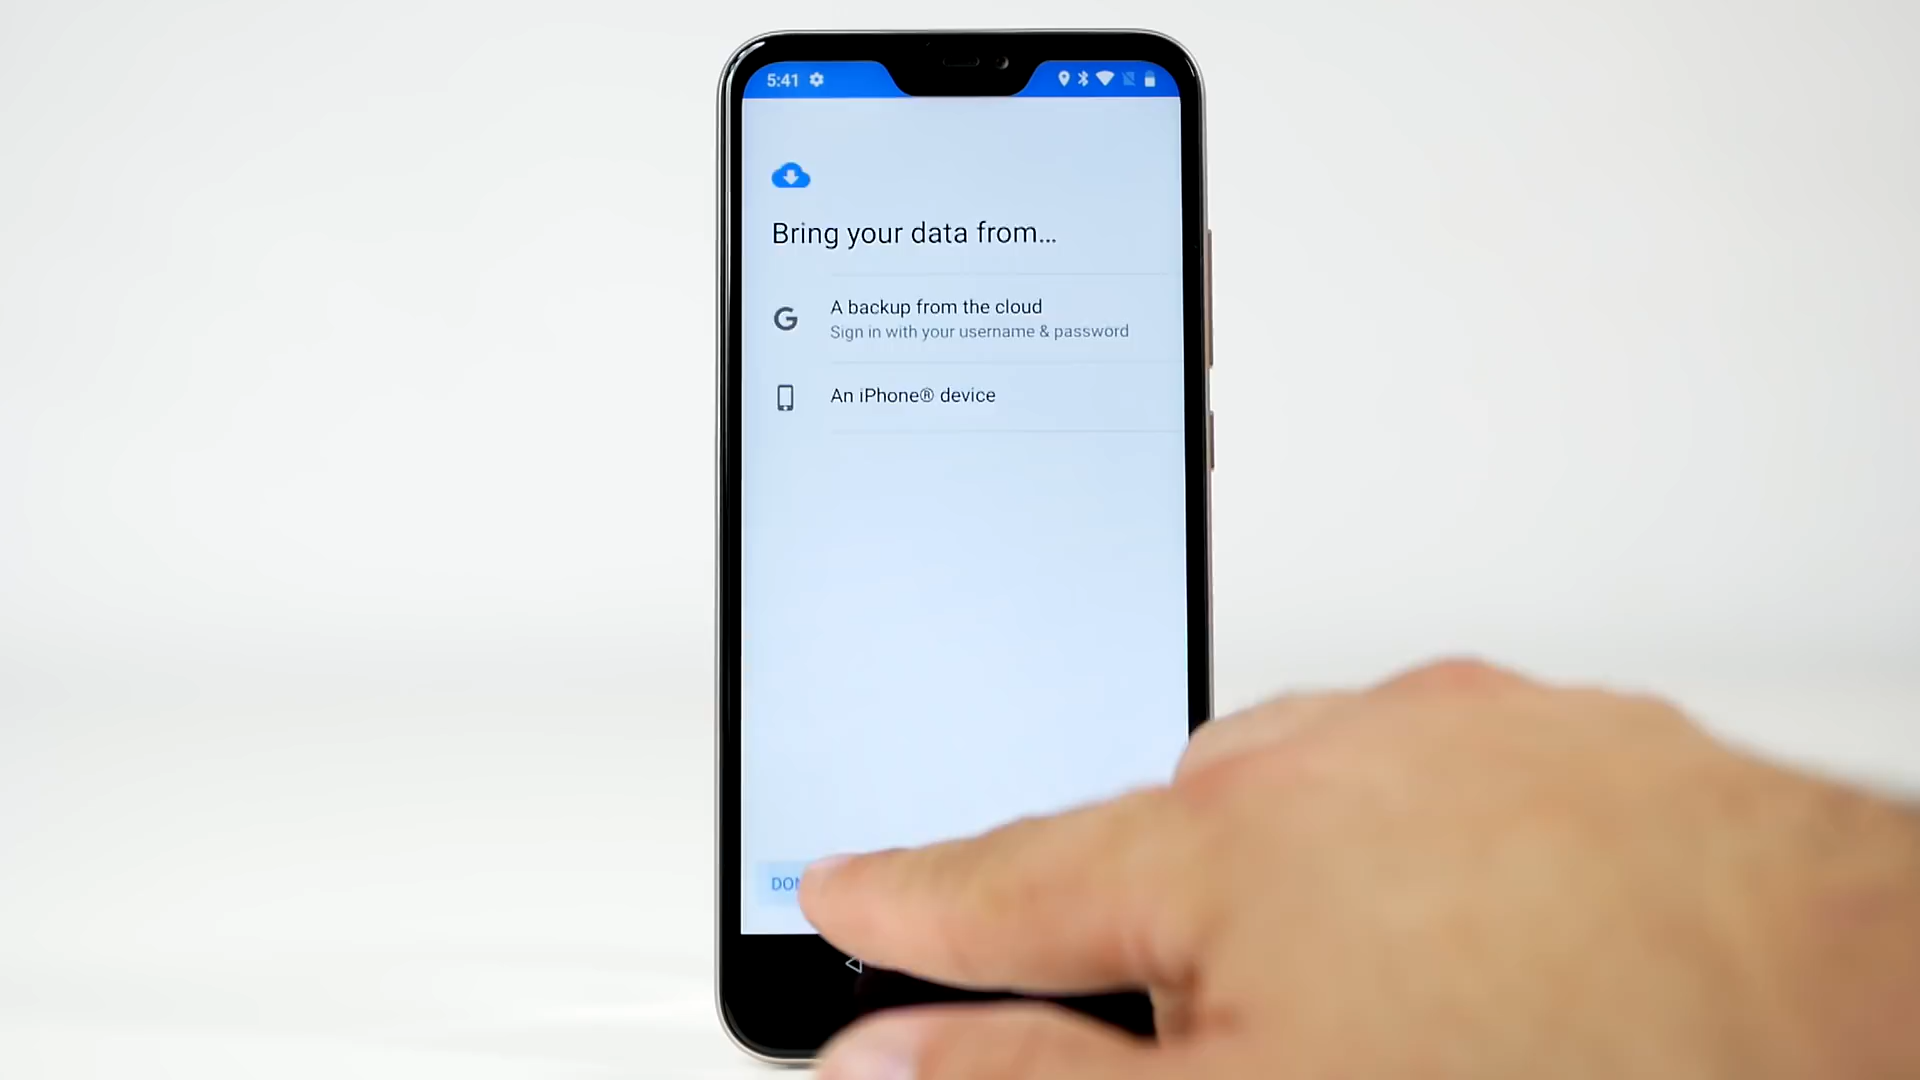 5:41
Bring your data from...
A backup from the cloud
Sign in with your username & password
An iPhone® device